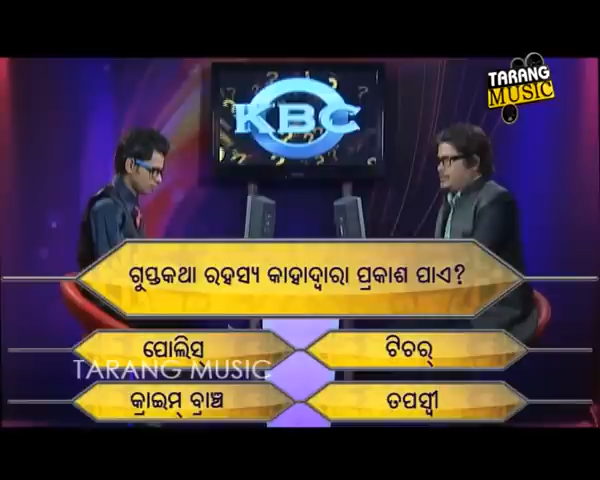 TARANG
MUSIC
KBC
ଗୁପ୍ତକଥା ରହସ୍ୟ କାହାଦ୍ୱାରା ପ୍ରକାଶ ପାଏ?
ପୋଲିସ
ଟିଚର୍
TARANG MUSIC
କ୍ରାଇମ୍ ବ୍ରାଞ୍ଚ
ତପସ୍ୱୀ